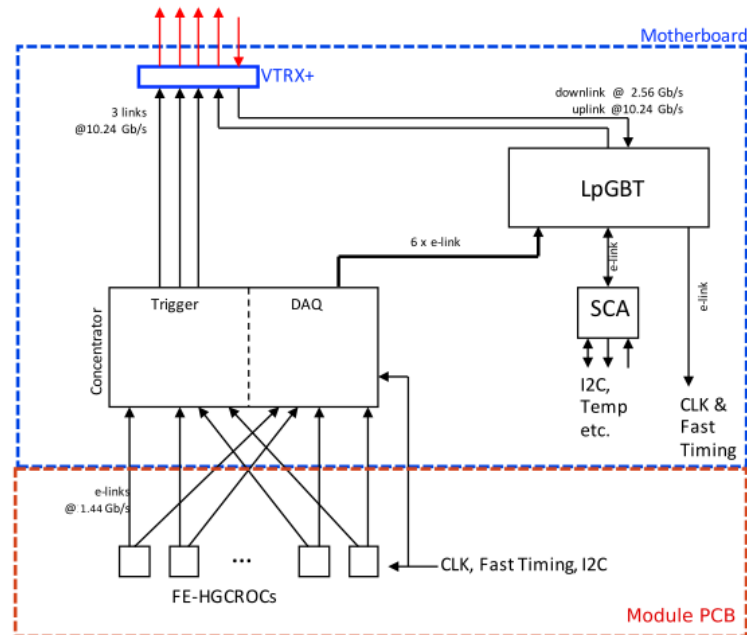 Motherboard
VTRX+
3 links
@10.24 Gb/s
downlink @ 2.56 Gb/s
uplink @10.24 Gb/s
LpGBT
6 x e-link
e-link
e-link
Trigger
DAQ
Concentrator
SCA
I2C,
Temp
etc.
CLK &
Fast
Timing
e-links
@ 1.44 Gb/s
...
CLK, Fast Timing, I2C
FE-HGCROCs
Module PCB